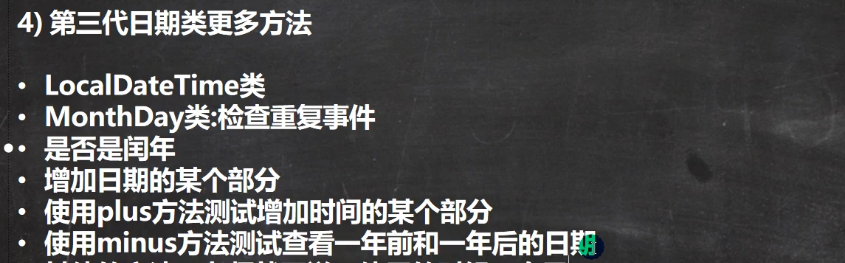 4) 第三代日期类更多方法
• LocalDateTime类
• MonthDay类:检查重复事件
• 是否是闰年
• 增加日期的某个部分
• 使用plus方法测试增加时间的某个部分
• 使用minus方法测试查看一年前和一年后的日期